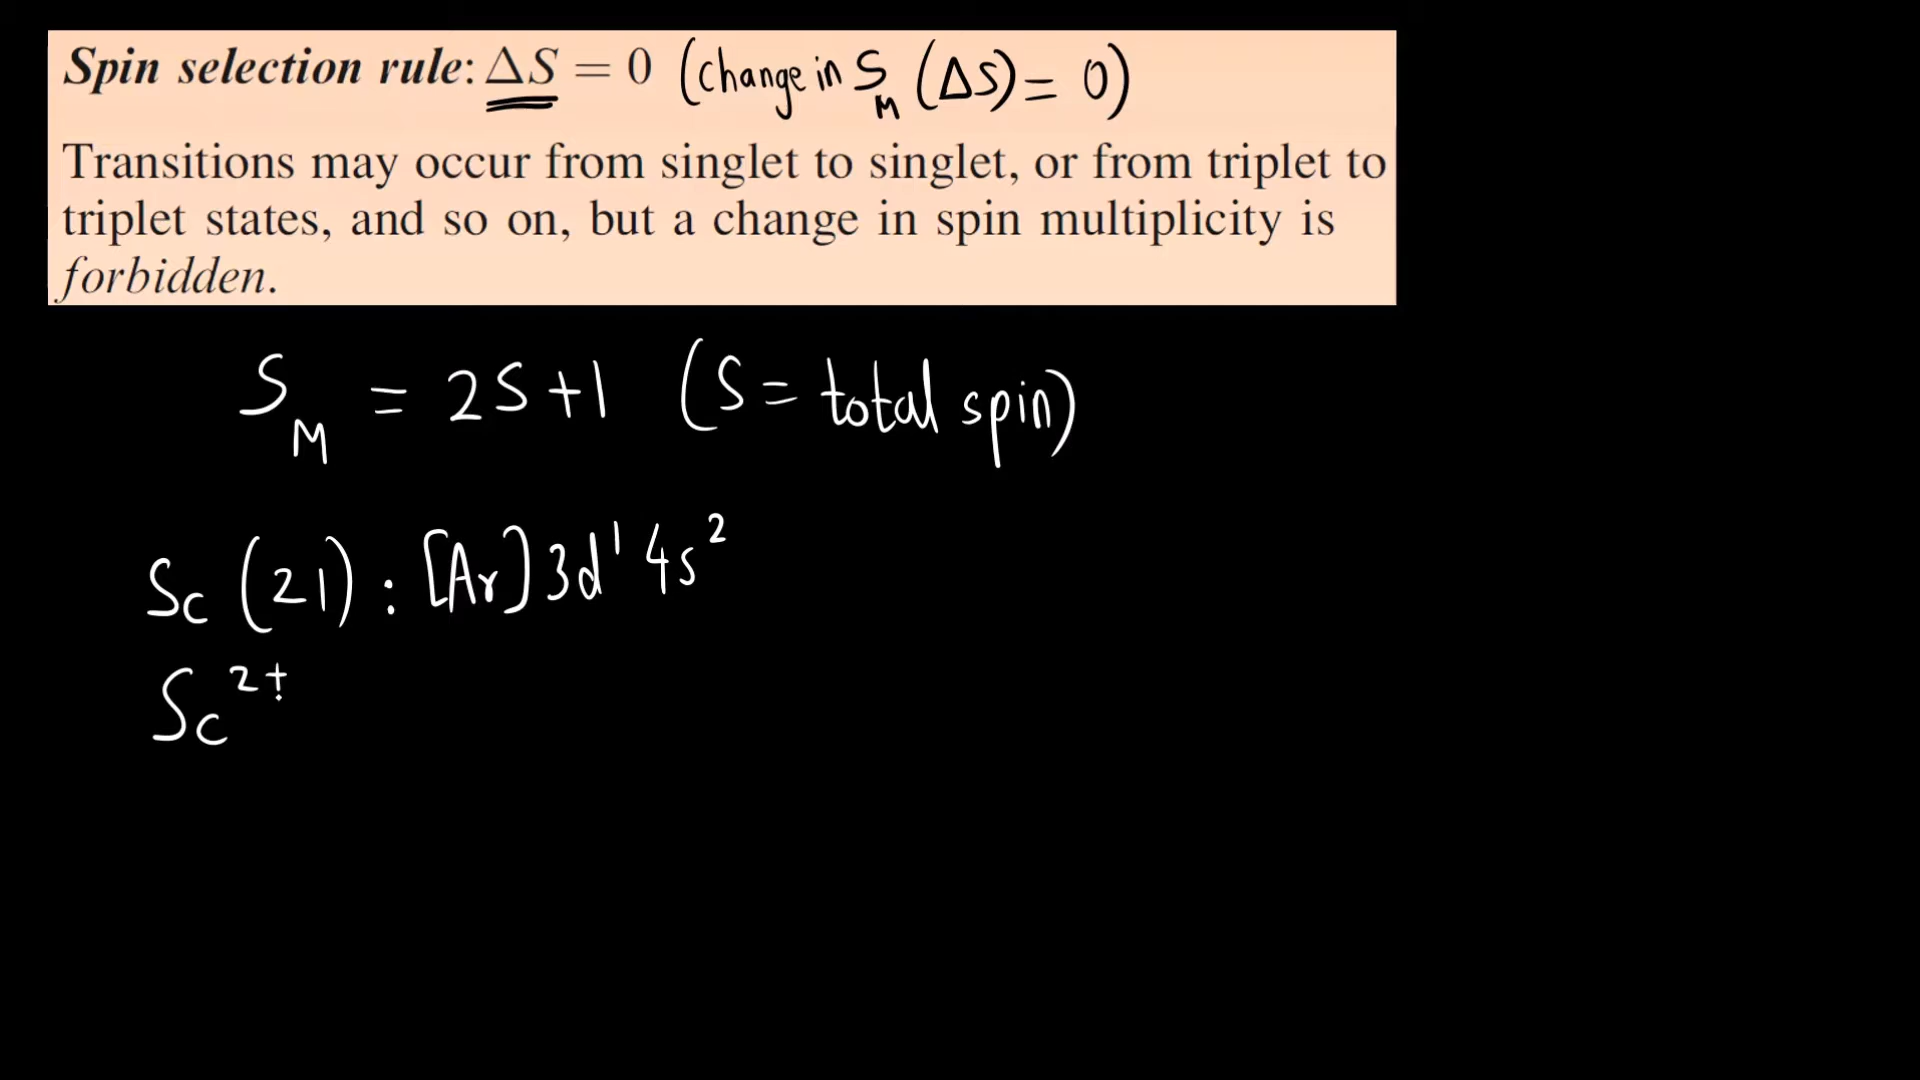 Spin selection rule: ΔS = 0 (change in S_M (ΔS) = 0)
Transitions may occur from singlet to singlet, or from triplet to
triplet states, and so on, but a change in spin multiplicity is
forbidden.
S_M = 2S+1 (S = total spin)
Sc (21) : [Ar] 3d¹ 4s²
Sc²⁺